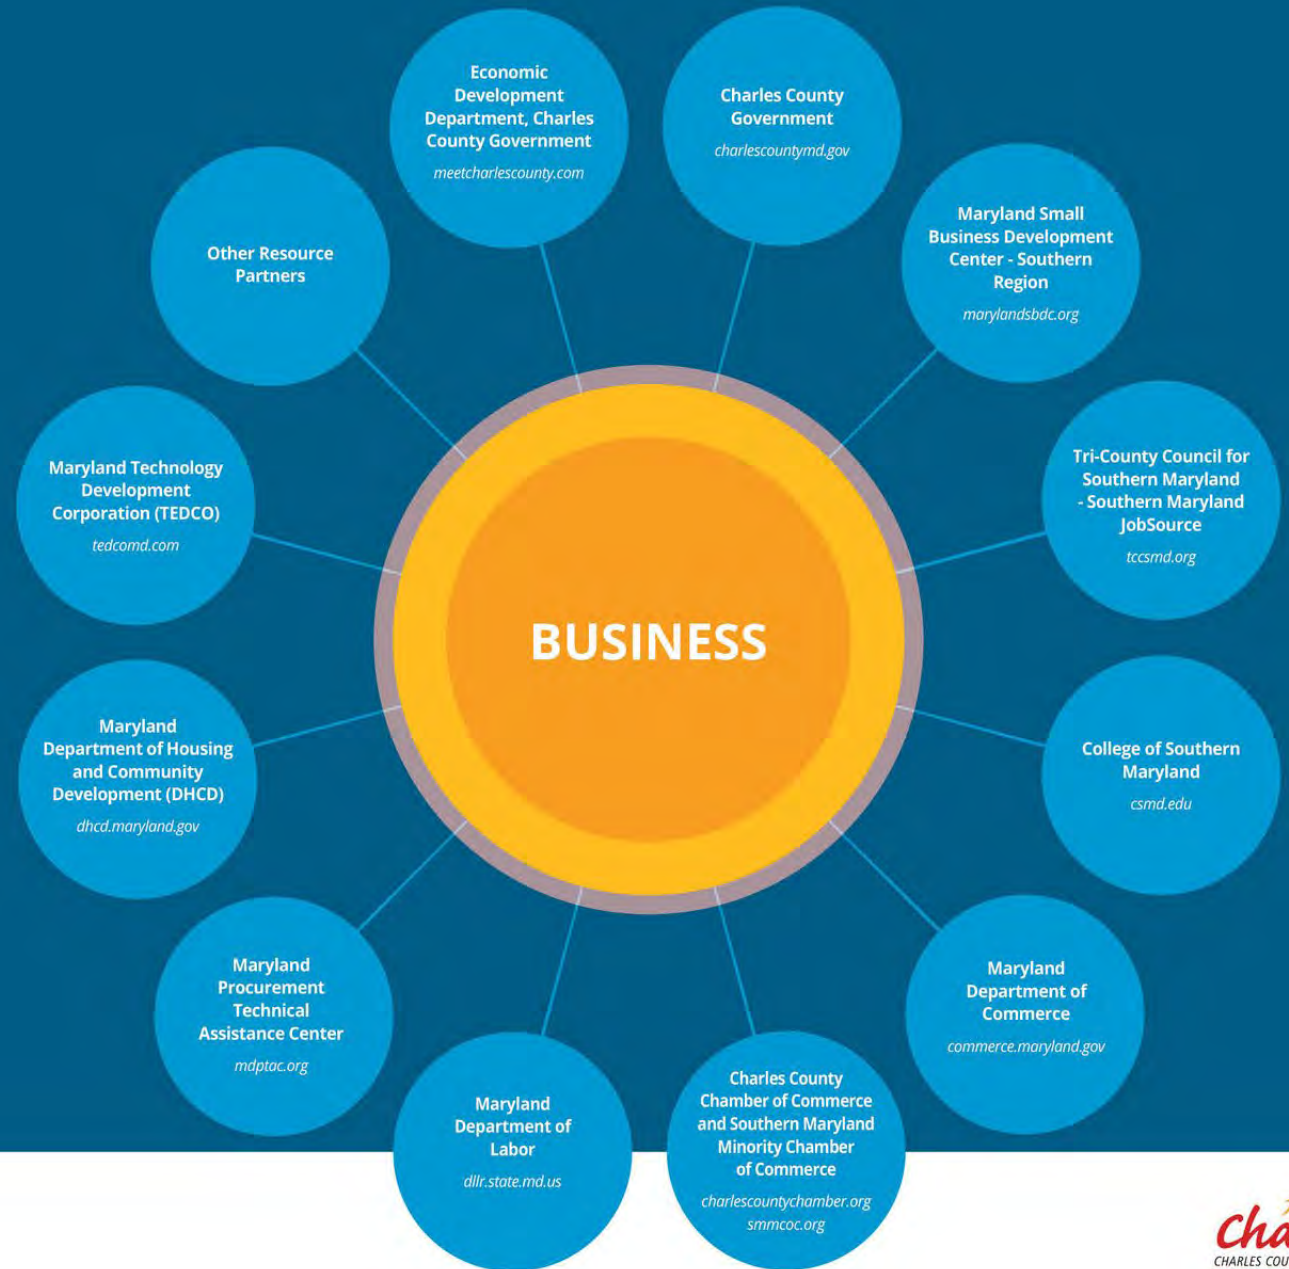 Economic
Development
Department, Charles
County Government
meetcharlescounty.com
Charles County
Government
charlescountymd.gov
Maryland Small
Business Development
Center - Southern
Region
marylandsbdc.org
Tri-County Council for
Southern Maryland
- Southern Maryland
JobSource
tccsmd.org
College of Southern
Maryland
csmd.edu
Maryland
Department of
Commerce
commerce.maryland.gov
Charles County
Chamber of Commerce
and Southern Maryland
Minority Chamber
of Commerce
charlescountychamber.org
smmcoc.org
Maryland
Department of
Labor
dllr.state.md.us
Maryland
Procurement
Technical
Assistance Center
mdptac.org
Maryland
Department of Housing
and Community
Development (DHCD)
dhcd.maryland.gov
Maryland Technology
Development
Corporation (TEDCO)
tedcomd.com
Other Resource
Partners
BUSINESS
CHARLES